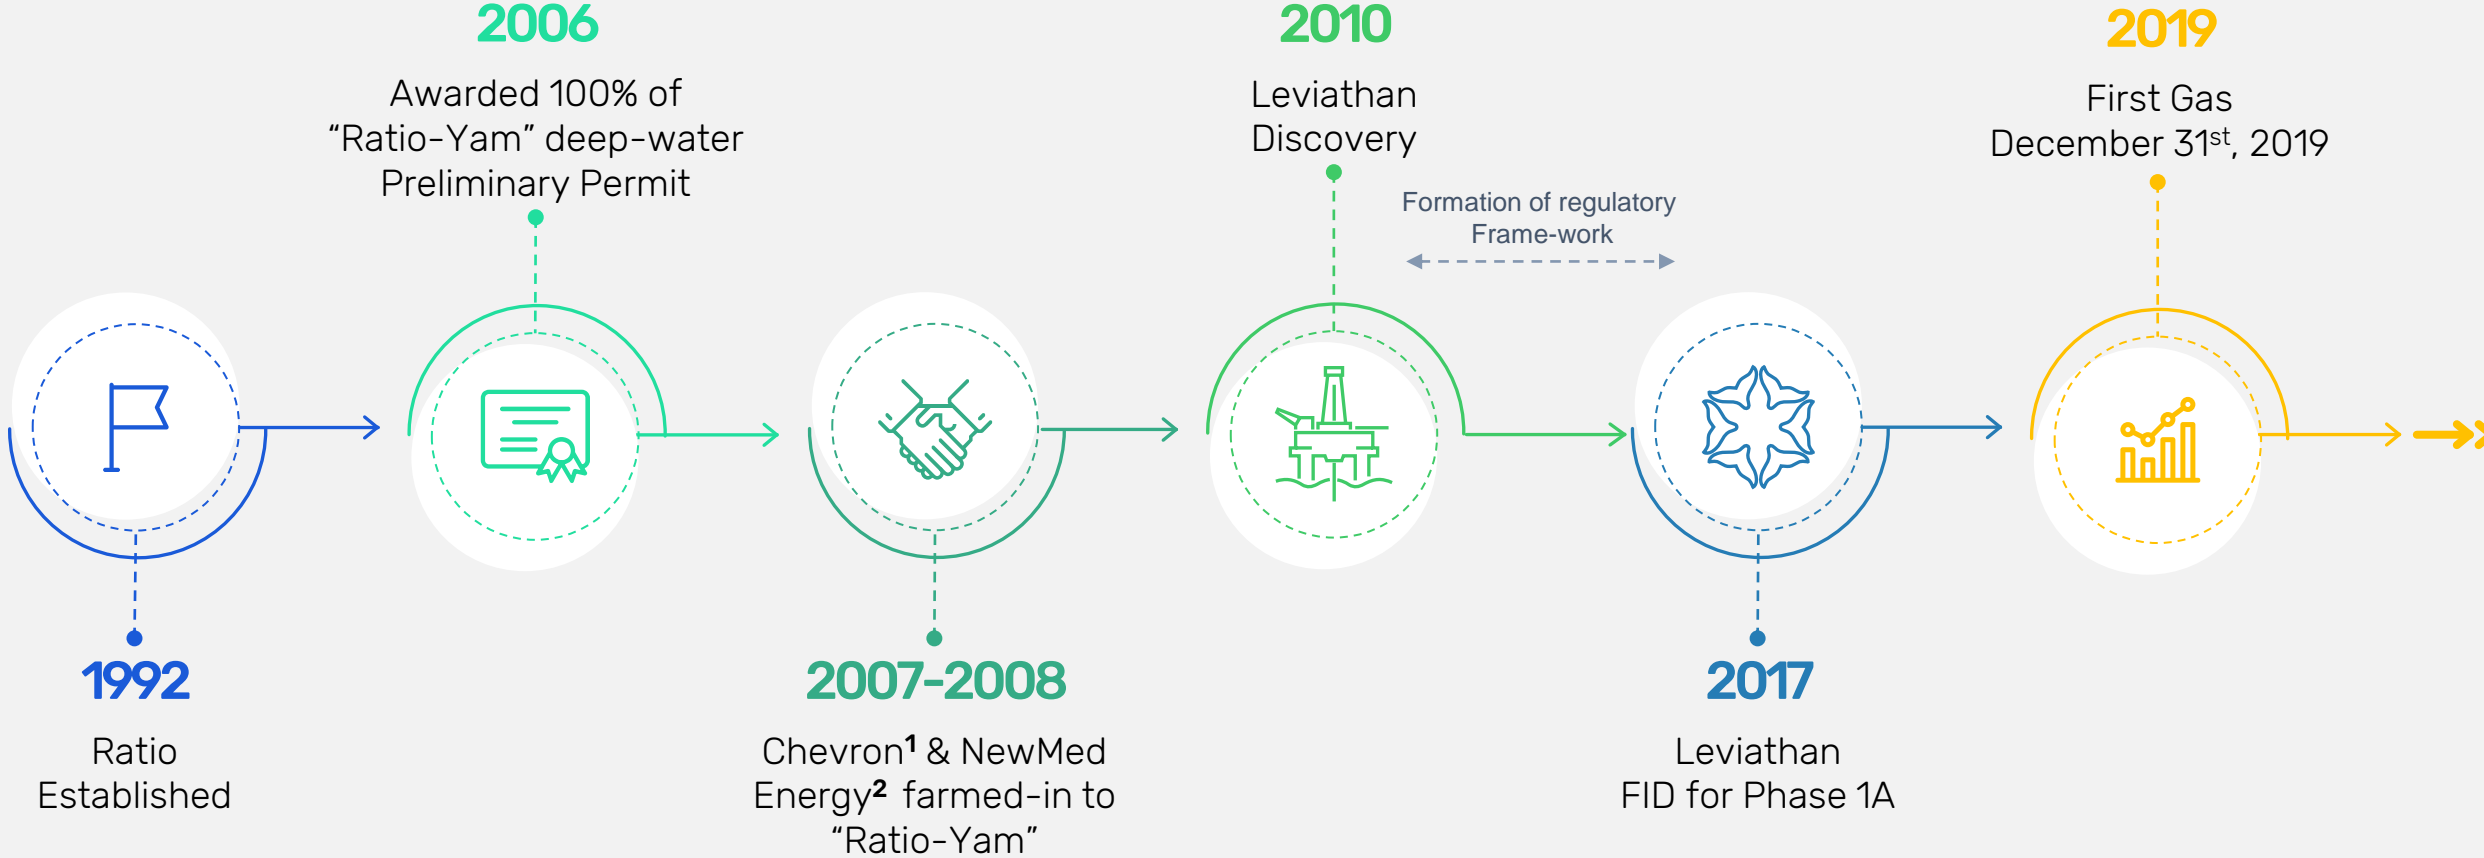 1992
Ratio
Established
2006
Awarded 100% of
“Ratio-Yam” deep-water
Preliminary Permit
2007-2008
Chevron¹ & NewMed
Energy² farmed-in to
“Ratio-Yam”
2010
Leviathan
Discovery
Formation of regulatory
Frame-work
2017
Leviathan
FID for Phase 1A
2019
First Gas
December 31st, 2019